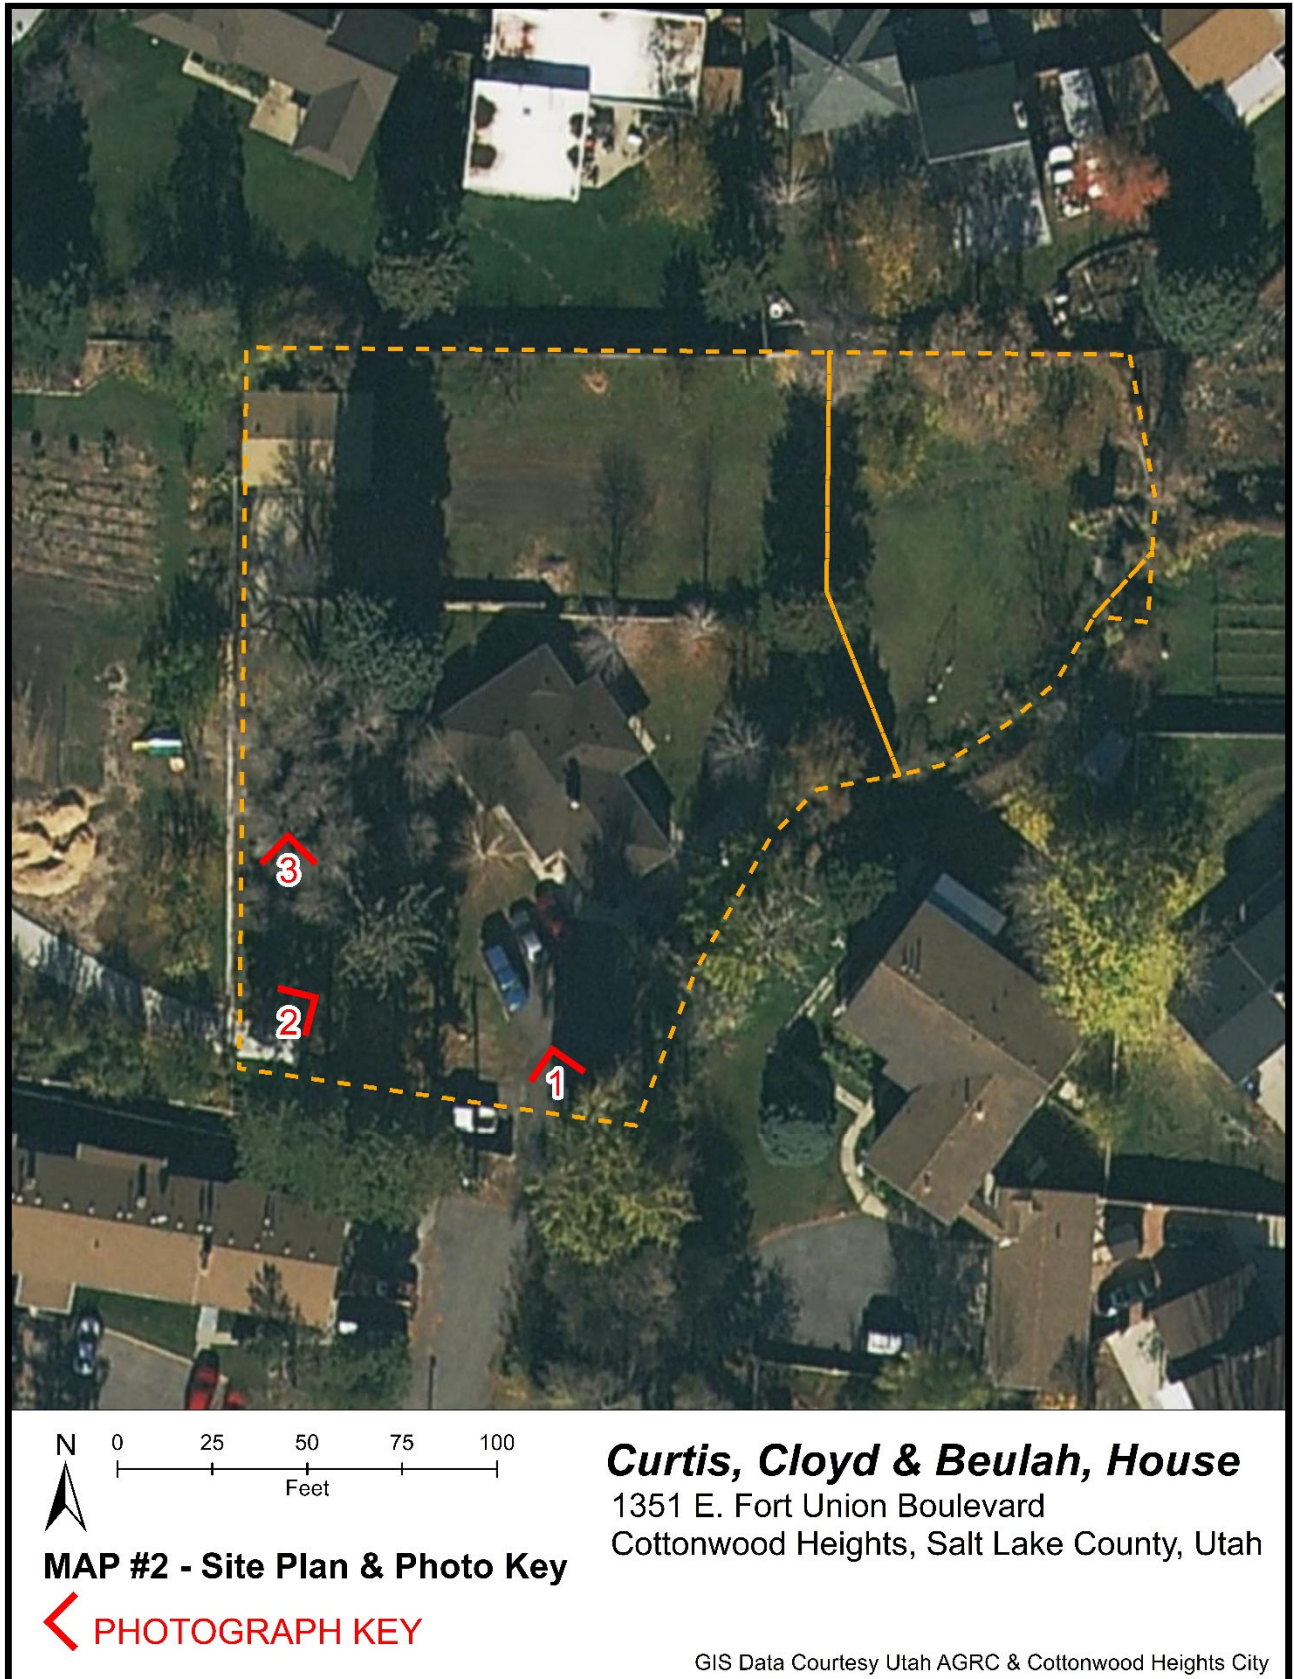 3
2
1
N
0 25 50 75 100
Feet
MAP #2 - Site Plan & Photo Key
PHOTOGRAPH KEY
Curtis, Cloyd & Beulah, House
1351 E. Fort Union Boulevard
Cottonwood Heights, Salt Lake County, Utah
GIS Data Courtesy Utah AGRC & Cottonwood Heights City